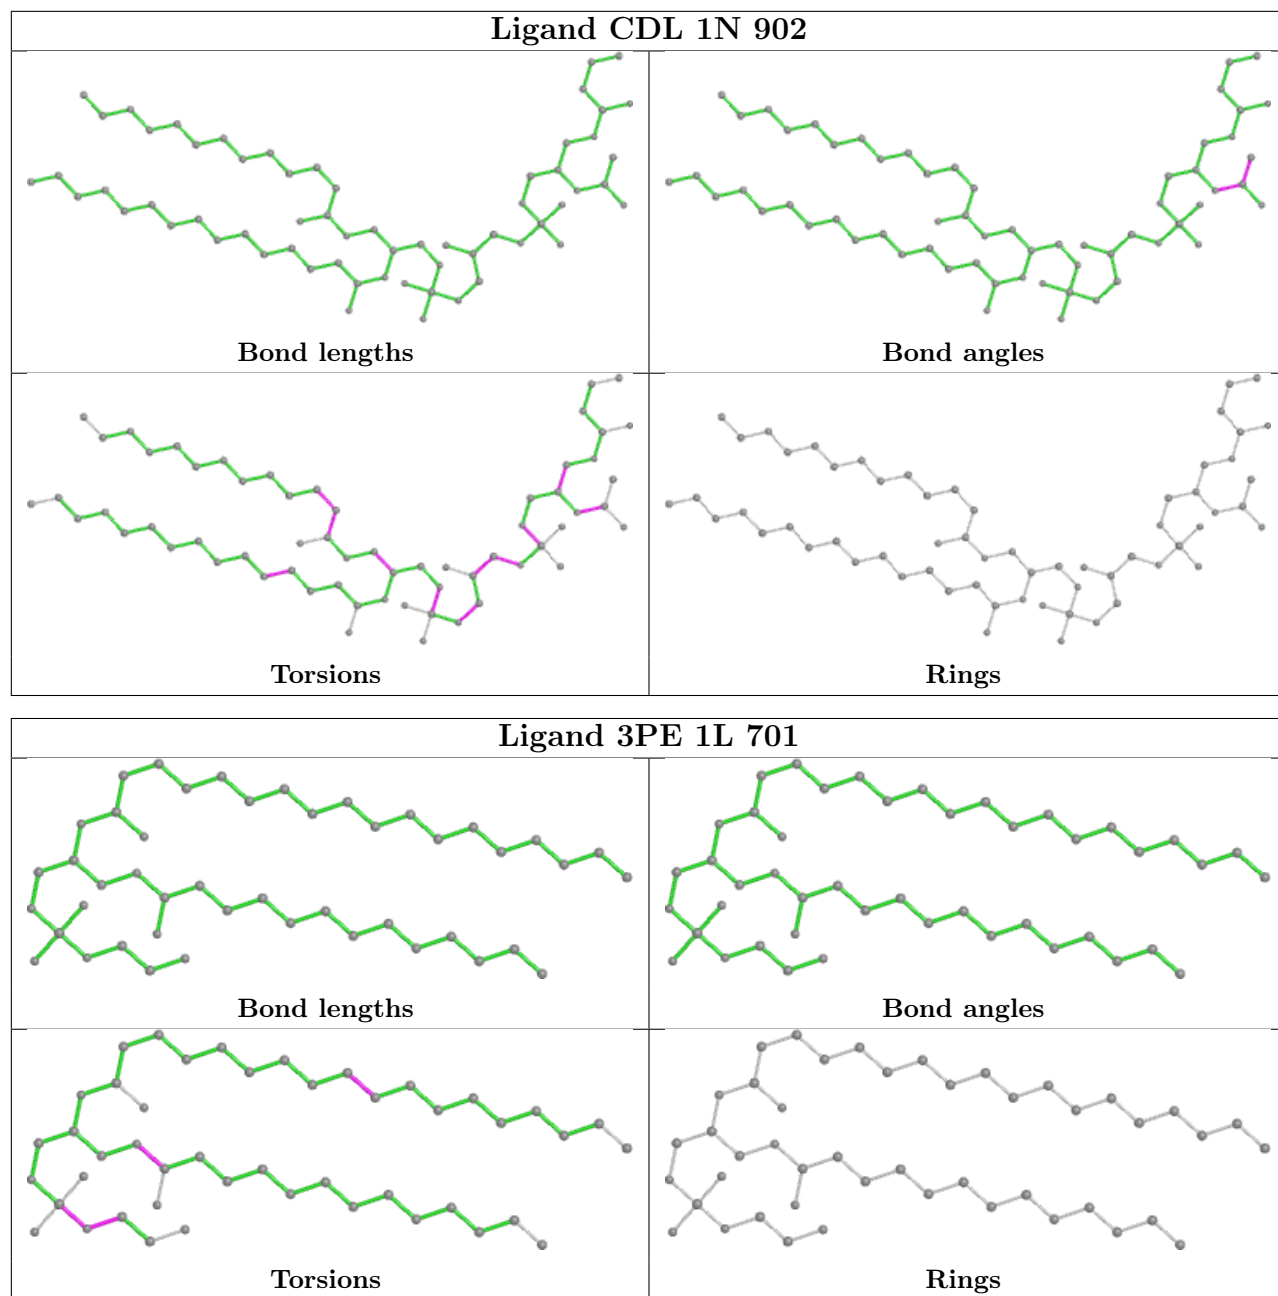 Ligand CDL 1N 902
Bond lengths
Bond angles
Torsions
Rings
Ligand 3PE 1L 701
Bond lengths
Bond angles
Torsions
Rings